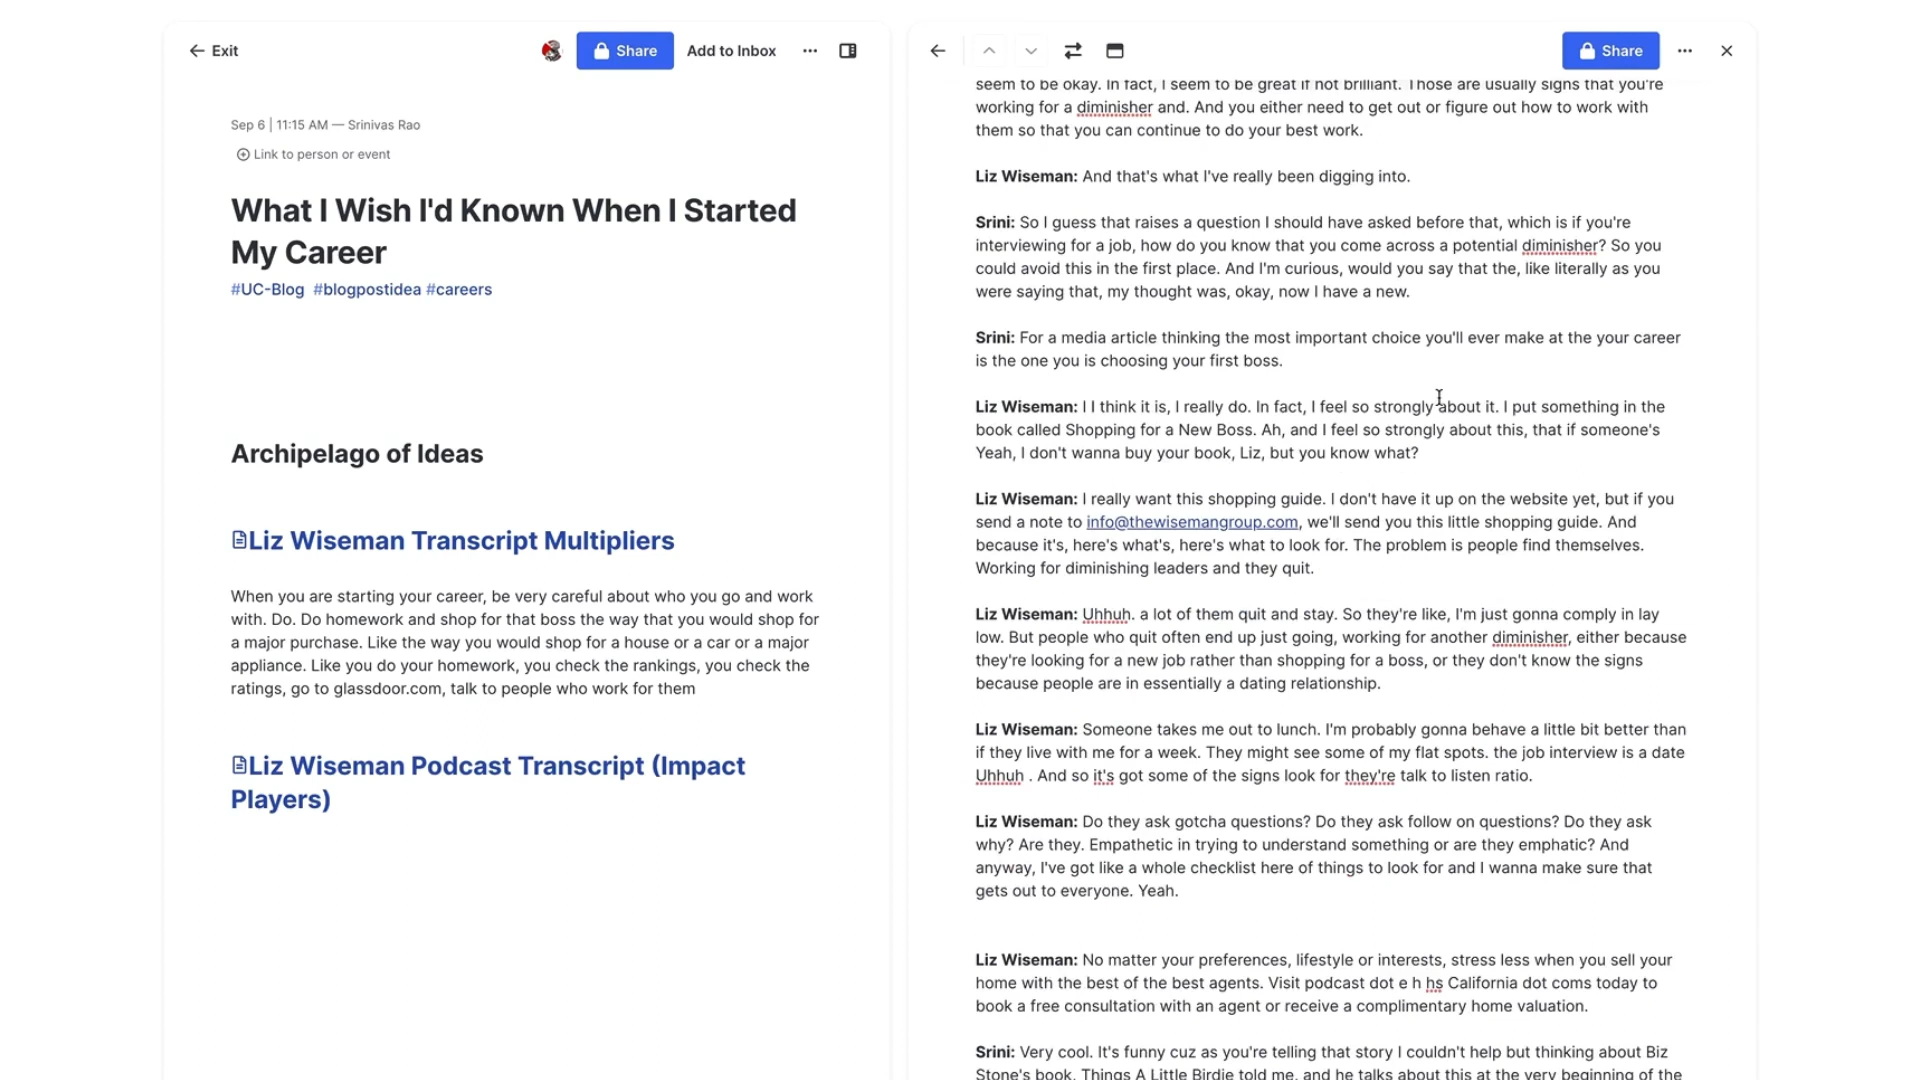 Exit
Share
Add to Inbox
Sep 6 | 11:15 AM — Srinivas Rao
Link to person or event
What I Wish I'd Known When I Started
My Career
#UC-Blog #blogpostidea #careers
Archipelago of Ideas
Liz Wiseman Transcript Multipliers
When you are starting your career, be very careful about who you go and work
with. Do. Do homework and shop for that boss the way that you would shop for
a major purchase. Like the way you would shop for a house or a car or a major
appliance. Like you do your homework, you check the rankings, you check the
ratings, go to glassdoor.com, talk to people who work for them
Liz Wiseman Podcast Transcript (Impact
Players)
Share
seem to be okay. In fact, I seem to be great if not brilliant. Those are usually signs that you're
working for a diminisher and. And you either need to get out or figure out how to work with
them so that you can continue to do your best work.
Liz Wiseman: And that's what I've really been digging into.
Srini: So I guess that raises a question I should have asked before that, which is if you're
interviewing for a job, how do you know that you come across a potential diminisher? So you
could avoid this in the first place. And I'm curious, would you say that the, like literally as you
were saying that, my thought was, okay, now I have a new.
Srini: For a media article thinking the most important choice you'll ever make at the your career
is the one you is choosing your first boss.
Liz Wiseman: I I think it is, I really do. In fact, I feel so strongly about it. I put something in the
book called Shopping for a New Boss. Ah, and I feel so strongly about this, that if someone's
Yeah, I don't wanna buy your book, Liz, but you know what?
Liz Wiseman: I really want this shopping guide. I don't have it up on the website yet, but if you
send a note to info@thewisemangroup.com, we'll send you this little shopping guide. And
because it's, here's what's, here's what to look for. The problem is people find themselves.
Working for diminishing leaders and they quit.
Liz Wiseman: Uhhuh. a lot of them quit and stay. So they're like, I'm just gonna comply in lay
low. But people who quit often end up just going, working for another diminisher, either because
they're looking for a new job rather than shopping for a boss, or they don't know the signs
because people are in essentially a dating relationship.
Liz Wiseman: Someone takes me out to lunch. I'm probably gonna behave a little bit better than
if they live with me for a week. They might see some of my flat spots. the job interview is a date
Uhhuh . And so it's got some of the signs look for they're talk to listen ratio.
Liz Wiseman: Do they ask gotcha questions? Do they ask follow on questions? Do they ask
why? Are they. Empathetic in trying to understand something or are they emphatic? And
anyway, I've got like a whole checklist here of things to look for and I wanna make sure that
gets out to everyone. Yeah.
Liz Wiseman: No matter your preferences, lifestyle or interests, stress less when you sell your
home with the best of the best agents. Visit podcast dot e h hs California dot coms today to
book a free consultation with an agent or receive a complimentary home valuation.
Srini: Very cool. It's funny cuz as you're telling that story I couldn't help but thinking about Biz
Stone's book, Things A Little Birdie told me, and he talks about this at the very beginning of the